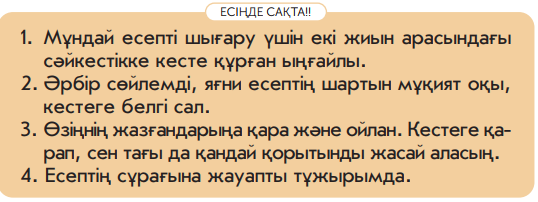 ЕСІҢДЕ САҚТА!!
1. Мұндай есепті шығару үшін екі жиын арасындағы
сәйкестікке кесте құрған ыңғайлы.
2. Әрбір сөйлемді, яғни есептің шартын мұқият оқы,
кестеге белгі сал.
3. Өзіңнің жазғандарыңа қара және ойлан. Кестеге қа-
рап, сен тағы да қандай қорытынды жасай аласың.
4. Есептің сұрағына жауапты тұжырымда.